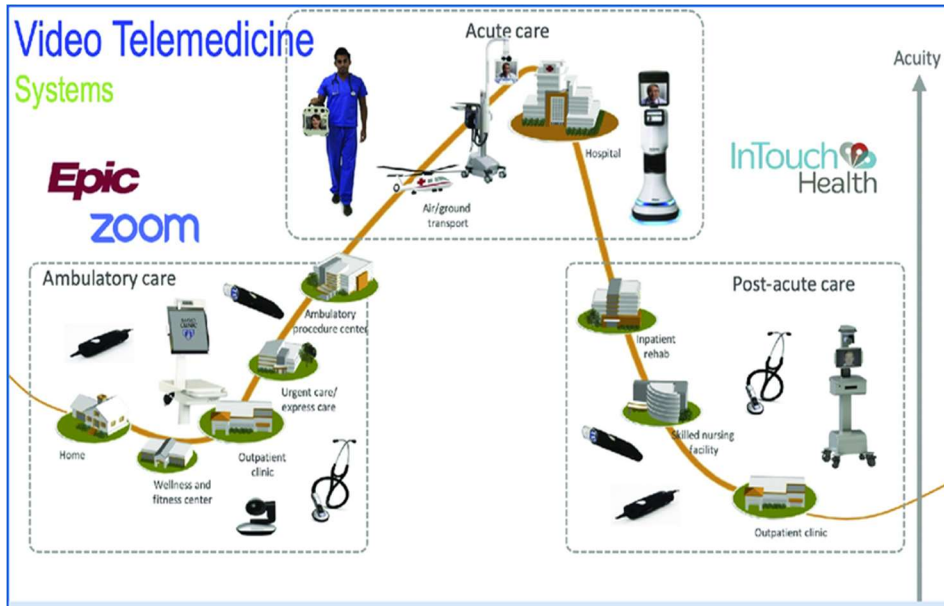 Video Telemedicine
Systems
Epic
zoom
Acute care
Hospital
Air/ground
transport
Acuity
InTouch
Health
Ambulatory care
Ambulatory
procedure center
Urgent care/
express care
Home
Outpatient
clinic
Wellness and
fitness center
Post-acute care
Inpatient
rehab
Skilled nursing
facility
Outpatient clinic